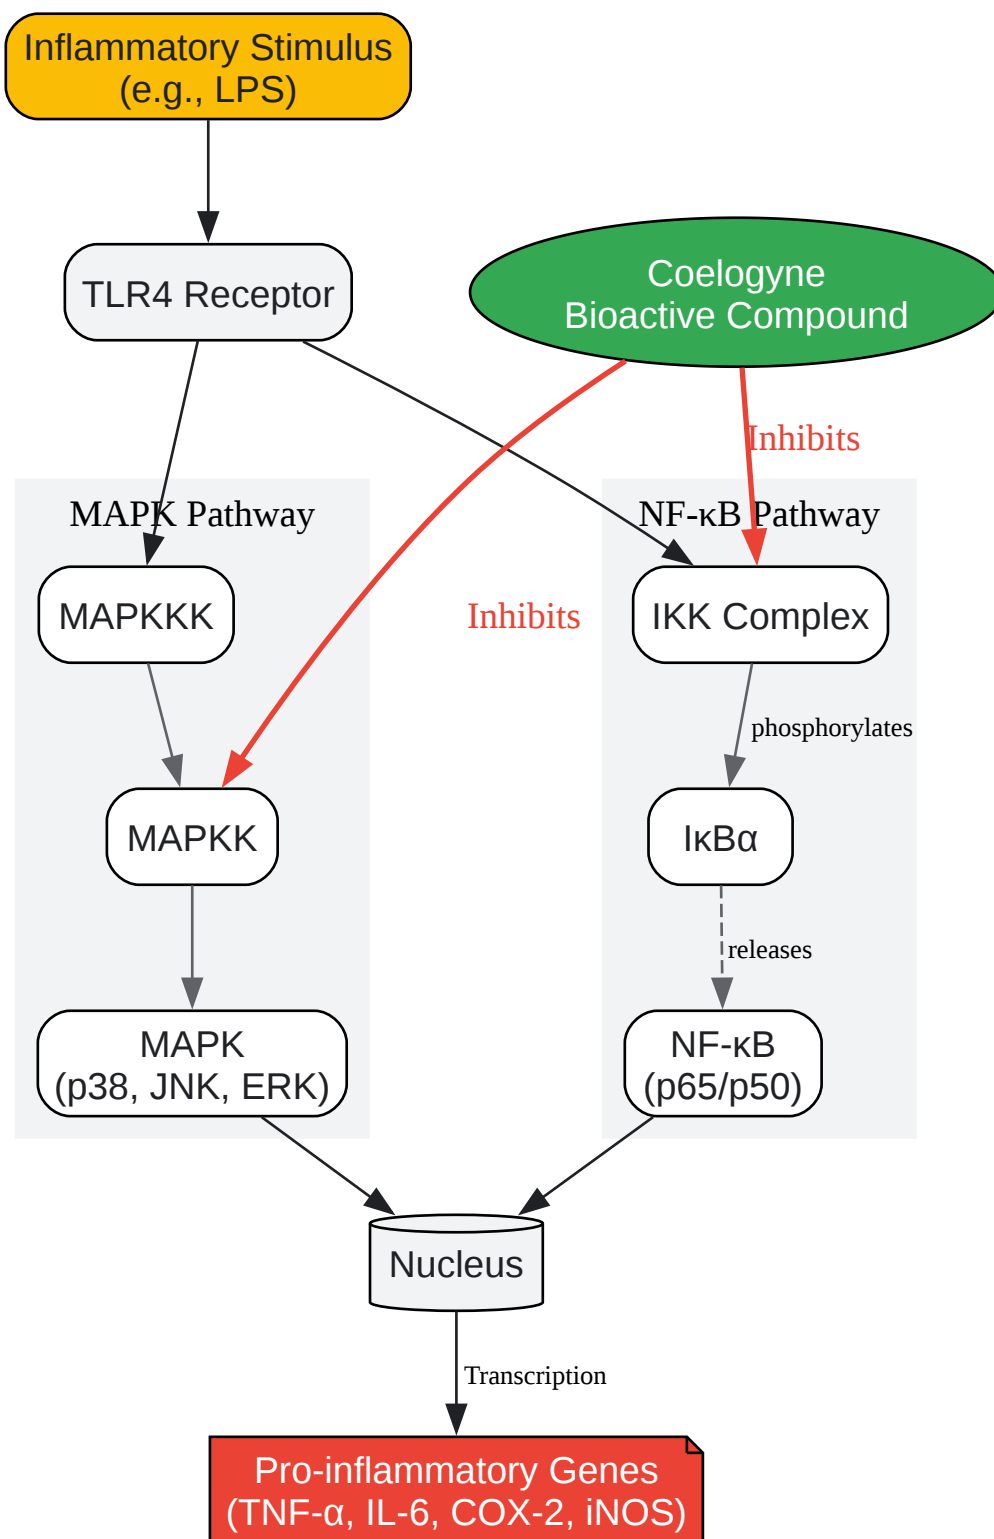 Inflammatory Stimulus
(e.g., LPS)
TLR4 Receptor
Coelogyne
Bioactive Compound
Inhibits
MAPK Pathway
NF-κB Pathway
MAPKKK
Inhibits
IKK Complex
phosphorylates
MAPKK
IκBα
releases
MAPK
(p38, JNK, ERK)
NF-κB
(p65/p50)
Nucleus
Transcription
Pro-inflammatory Genes
(TNF-α, IL-6, COX-2, iNOS)